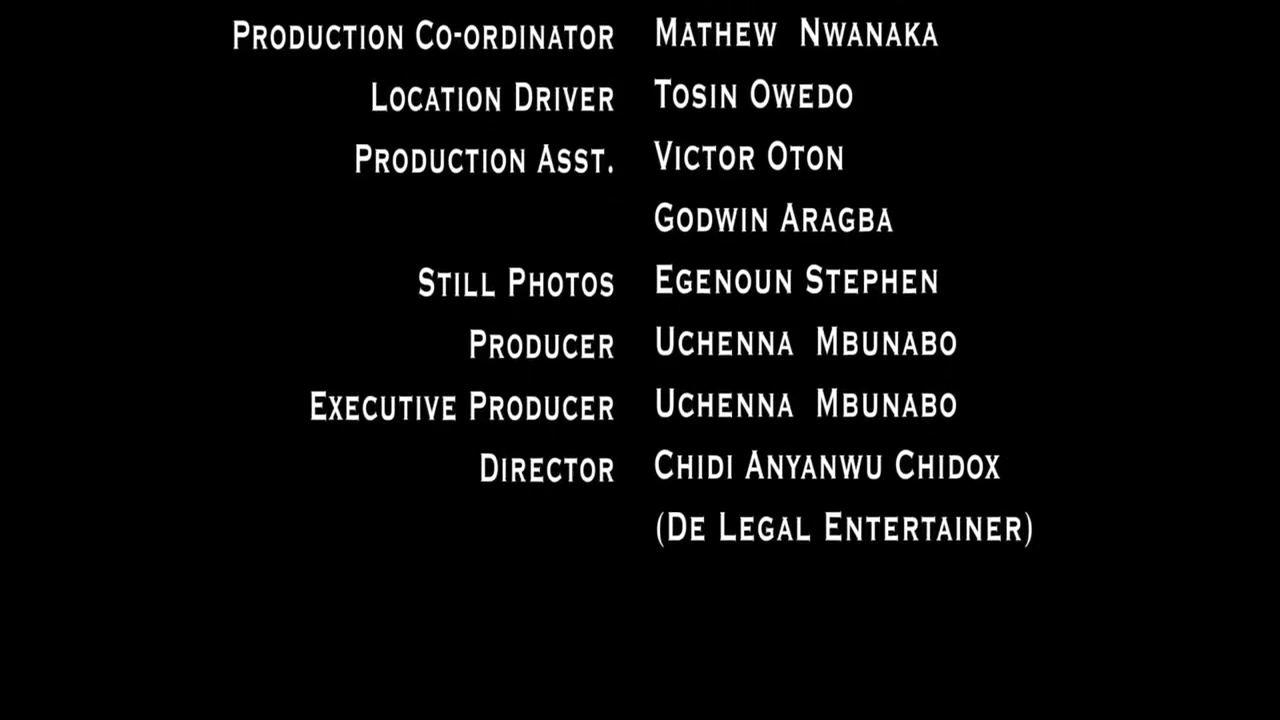 PRODUCTION CO-ORDINATOR MATHEW NWANAKA
LOCATION DRIVER TOSIN OWEDO
PRODUCTION ASST. VICTOR OTON
GODWIN ARAGBA
STILL PHOTOS EGENOUN STEPHEN
PRODUCER UCHENNA MBUNABO
EXECUTIVE PRODUCER UCHENNA MBUNABO
DIRECTOR CHIDI ANYANWU CHIDOX
(DE LEGAL ENTERTAINER)